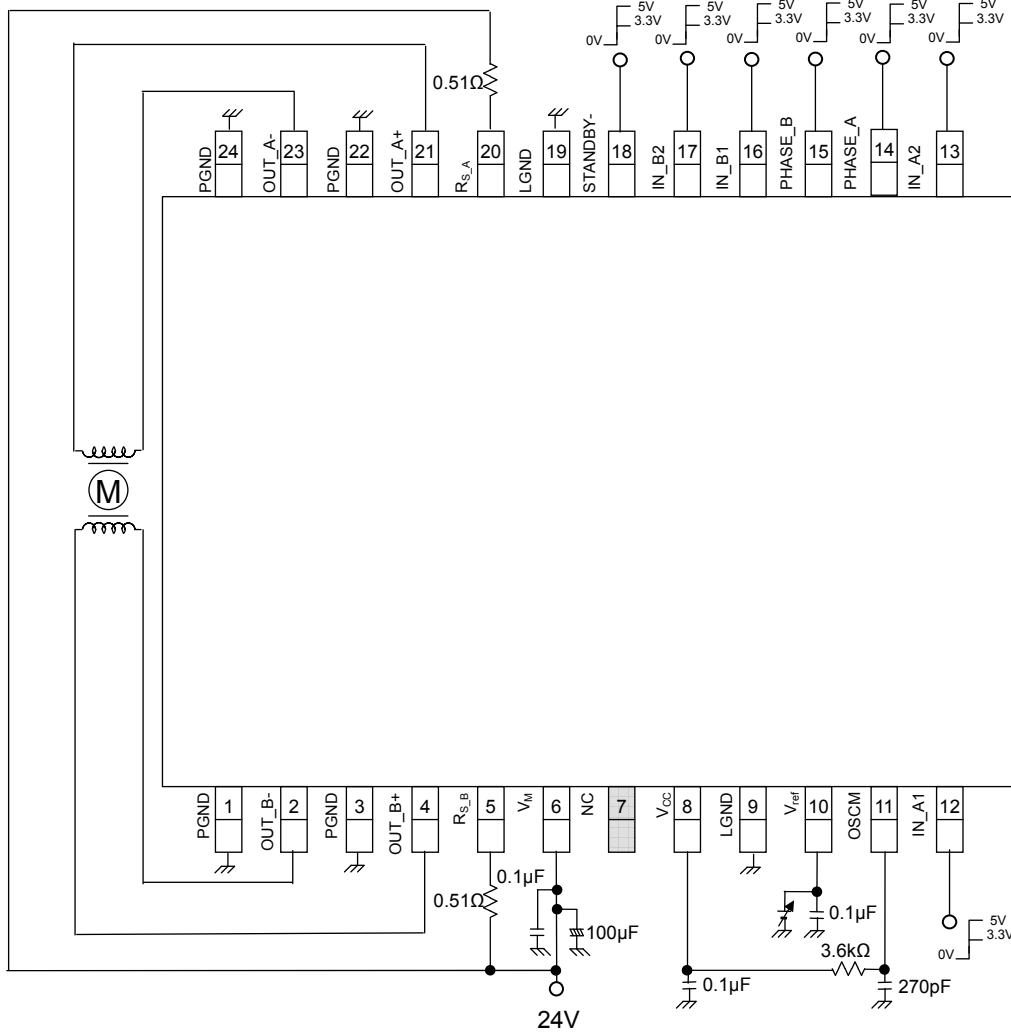 5V 5V 5V 5V 5V 5V
3.3V 3.3V 3.3V 3.3V 3.3V 3.3V
0V 0V 0V 0V 0V 0V
0.51Ω
PGND 24
OUT_A- 23
PGND 22
OUT_A+ 21
RS_A 20
LGND 19
STANDBY- 18
IN_B2 17
IN_B1 16
PHASE_B 15
PHASE_A 14
IN_A2 13
M
PGND 1
OUT_B- 2
PGND 3
OUT_B+ 4
RS_B 5
VM 6
NC 7
VCC 8
LGND 9
Vref 10
OSCM 11
IN_A1 12
0.1µF
0.51Ω
100µF
0.1µF
5V
3.3V
0V
3.6kΩ
0.1µF
270pF
24V